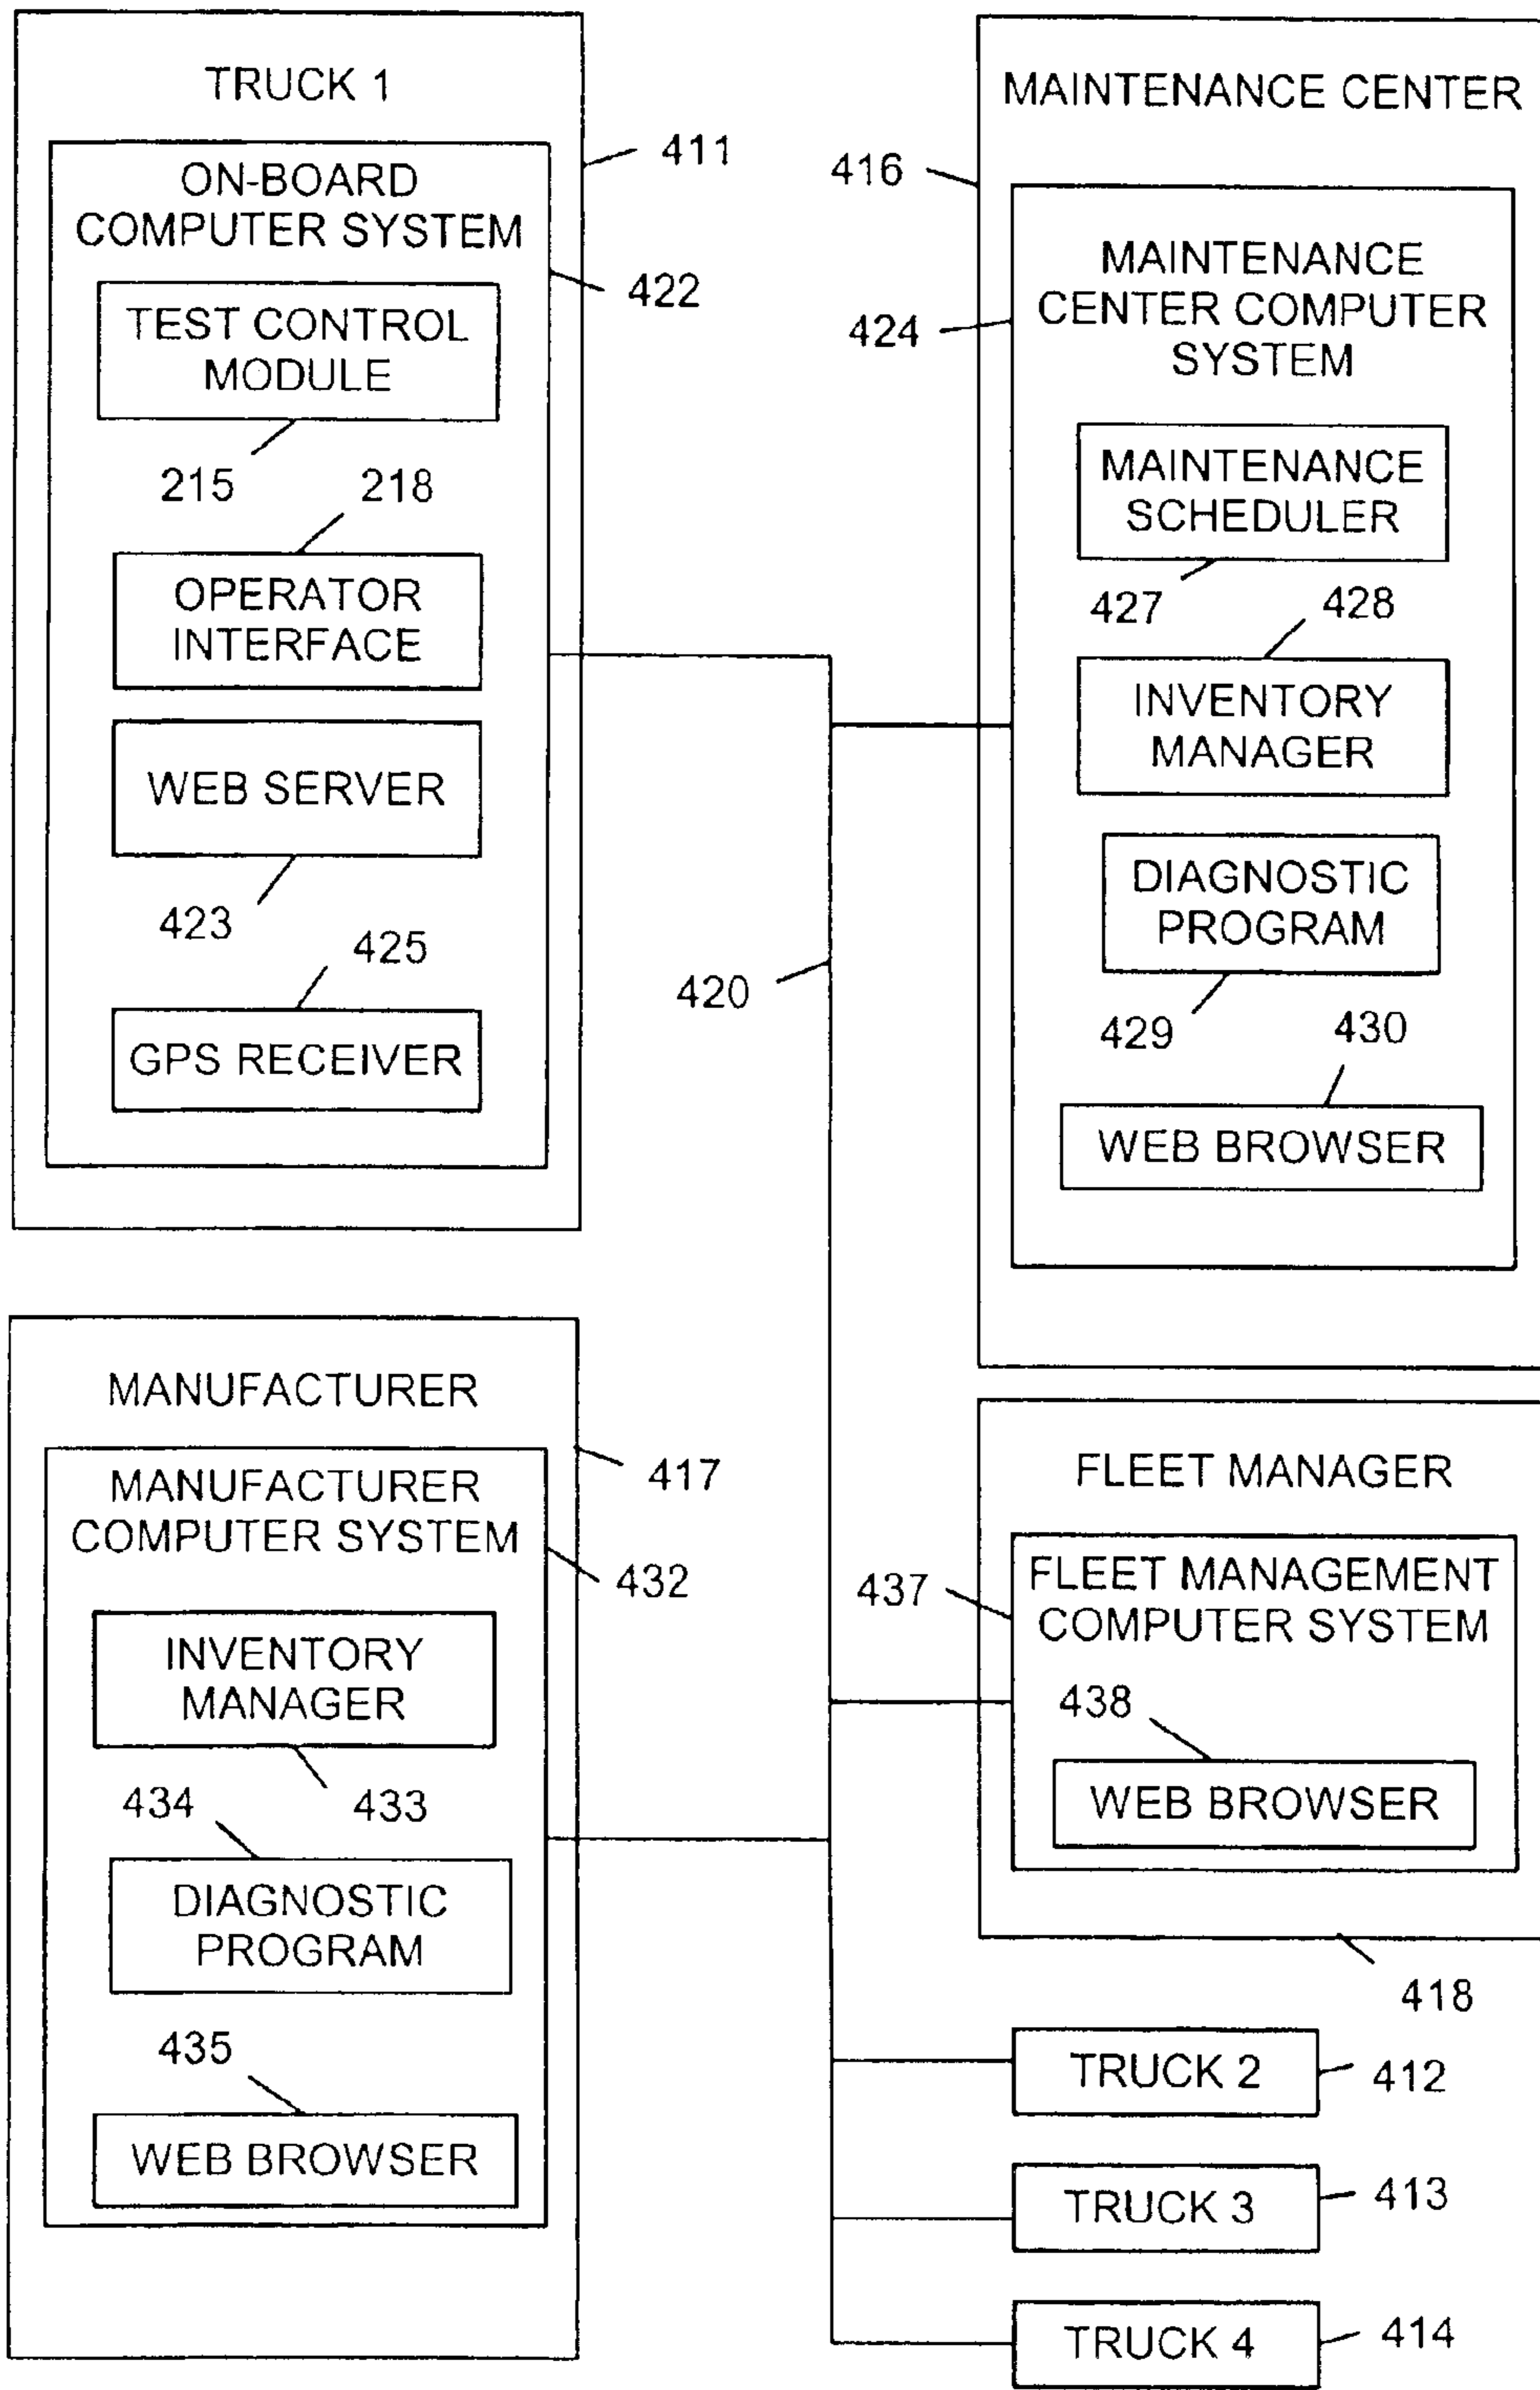 TRUCK 1
411
ON-BOARD
COMPUTER SYSTEM
422
TEST CONTROL
MODULE
215
218
OPERATOR
INTERFACE
WEB SERVER
423
425
GPS RECEIVER
420
MAINTENANCE CENTER
416
MAINTENANCE
CENTER COMPUTER
SYSTEM
424
MAINTENANCE
SCHEDULER
427
428
INVENTORY
MANAGER
DIAGNOSTIC
PROGRAM
429
430
WEB BROWSER
MANUFACTURER
417
MANUFACTURER
COMPUTER SYSTEM
432
INVENTORY
MANAGER
433
434
DIAGNOSTIC
PROGRAM
435
WEB BROWSER
FLEET MANAGER
437
FLEET MANAGEMENT
COMPUTER SYSTEM
438
WEB BROWSER
418
TRUCK 2
412
TRUCK 3
413
TRUCK 4
414